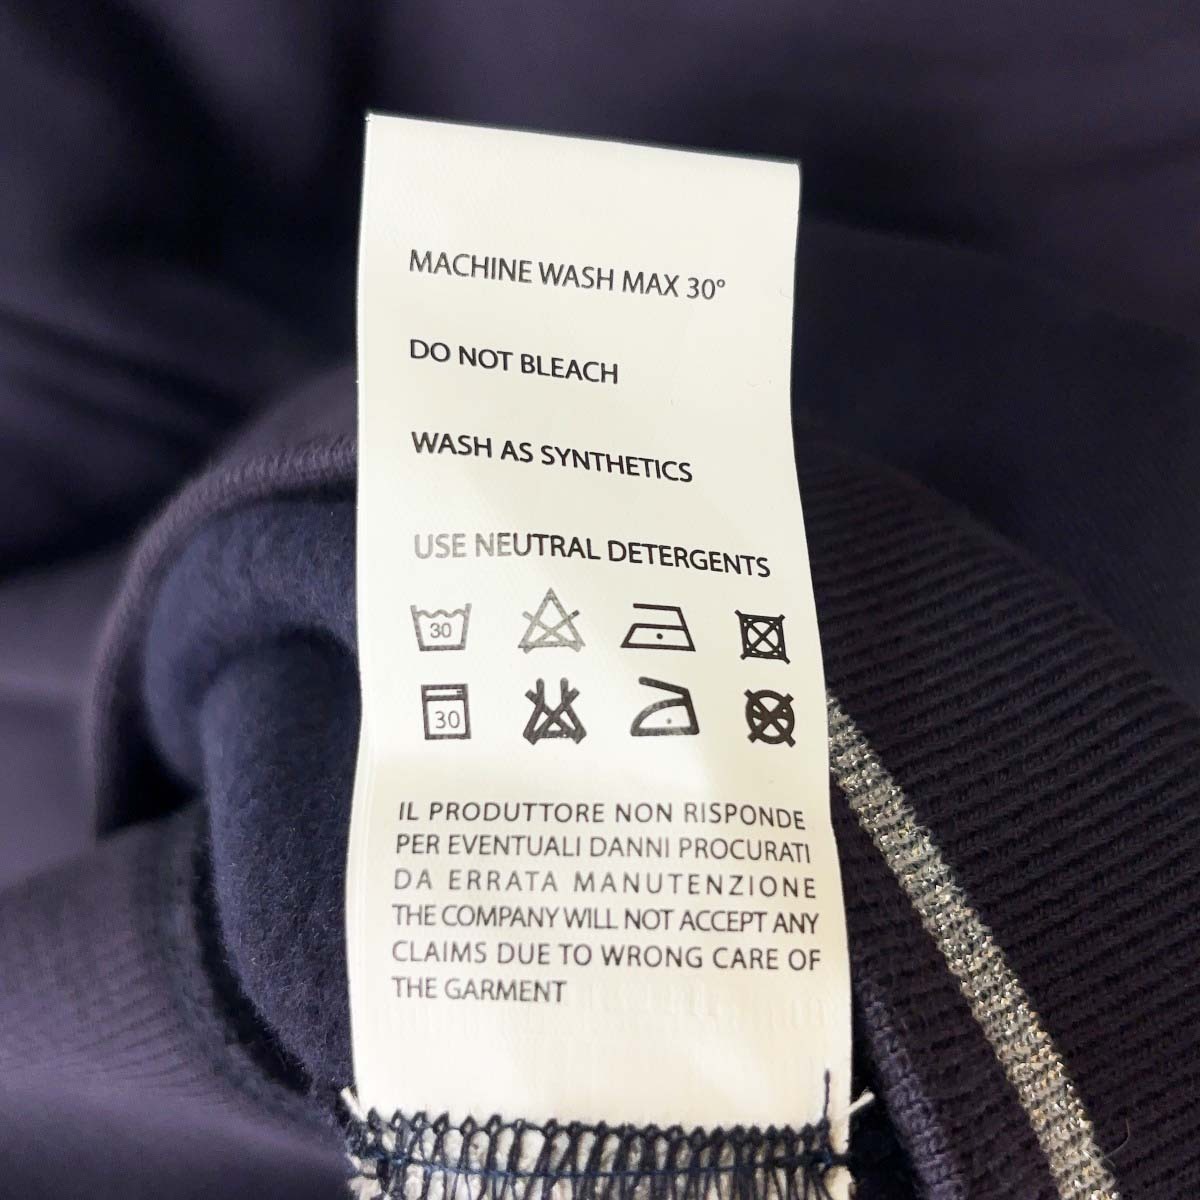 MACHINE WASH MAX 30°
DO NOT BLEACH
WASH AS SYNTHETICS
USE NEUTRAL DETERGENTS
30
30
IL PRODUTTORE NON RISPONDE
PER EVENTUALI DANNI PROCURATI
DA ERRATA MANUTENZIONE
THE COMPANY WILL NOT ACCEPT ANY
CLAIMS DUE TO WRONG CARE OF
THE GARMENT